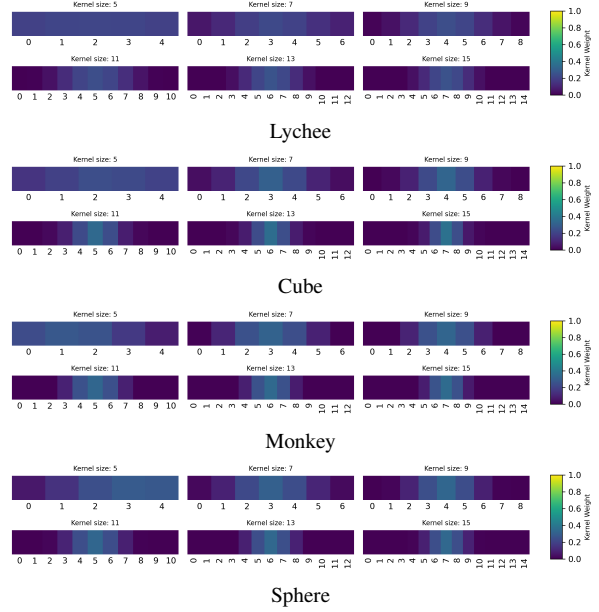 Kernel size: 5 Kernel size: 7 Kernel size: 9
0 1 2 3 4 0 1 2 3 4 5 6 0 1 2 3 4 5 6 7 8
Kernel size: 11 Kernel size: 13 Kernel size: 15
0 1 2 3 4 5 6 7 8 9 10 0 1 2 3 4 5 6 7 8 9 10 11 12 0 1 2 3 4 5 6 7 8 9 10 11 12 13 14
1.0
0.8
0.6
0.4
0.2
0.0
Kernel Weight
Lychee
Kernel size: 5 Kernel size: 7 Kernel size: 9
0 1 2 3 4 0 1 2 3 4 5 6 0 1 2 3 4 5 6 7 8
Kernel size: 11 Kernel size: 13 Kernel size: 15
0 1 2 3 4 5 6 7 8 9 10 0 1 2 3 4 5 6 7 8 9 10 11 12 0 1 2 3 4 5 6 7 8 9 10 11 12 13 14
1.0
0.8
0.6
0.4
0.2
0.0
Kernel Weight
Cube
Kernel size: 5 Kernel size: 7 Kernel size: 9
0 1 2 3 4 0 1 2 3 4 5 6 0 1 2 3 4 5 6 7 8
Kernel size: 11 Kernel size: 13 Kernel size: 15
0 1 2 3 4 5 6 7 8 9 10 0 1 2 3 4 5 6 7 8 9 10 11 12 0 1 2 3 4 5 6 7 8 9 10 11 12 13 14
1.0
0.8
0.6
0.4
0.2
0.0
Kernel Weight
Monkey
Kernel size: 5 Kernel size: 7 Kernel size: 9
0 1 2 3 4 0 1 2 3 4 5 6 0 1 2 3 4 5 6 7 8
Kernel size: 11 Kernel size: 13 Kernel size: 15
0 1 2 3 4 5 6 7 8 9 10 0 1 2 3 4 5 6 7 8 9 10 11 12 0 1 2 3 4 5 6 7 8 9 10 11 12 13 14
1.0
0.8
0.6
0.4
0.2
0.0
Kernel Weight
Sphere